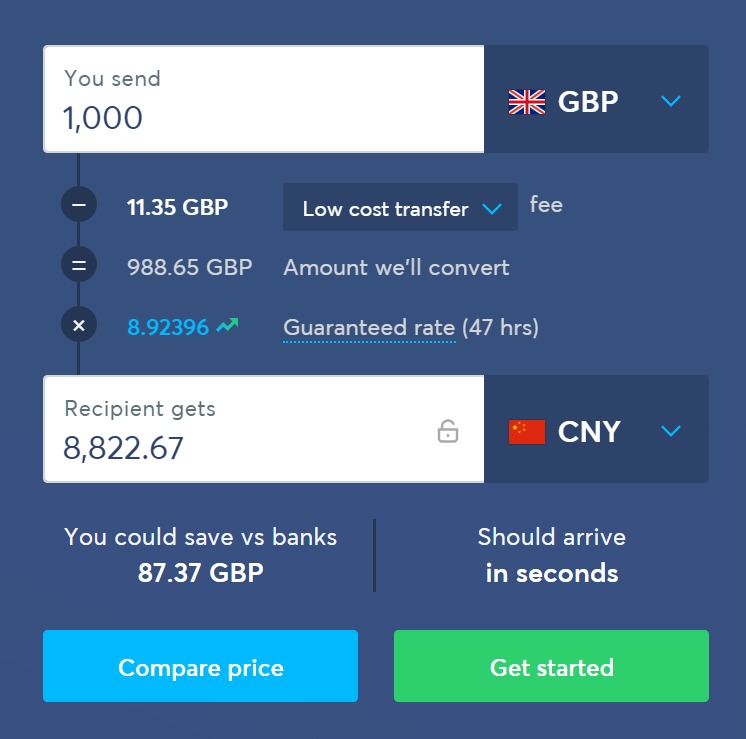 You send
1,000
GBP
11.35 GBP Low cost transfer fee
988.65 GBP Amount we'll convert
8.92396 Guaranteed rate (47 hrs)
Recipient gets
8,822.67
CNY
You could save vs banks
87.37 GBP
Should arrive
in seconds
Compare price
Get started